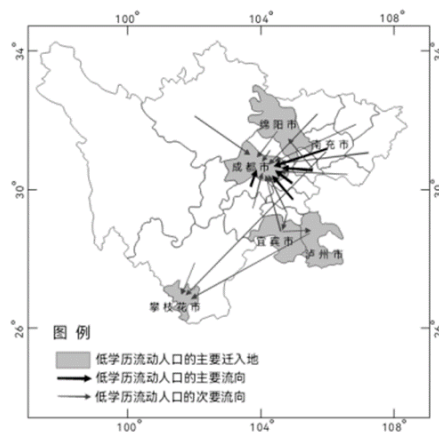 100° 104° 108°
34°
34°
绵阳市
南充市
成都市
30°
30°
宜宾市
泸州市
攀枝花市
图 例
26°
26°
低学历流动人口的主要迁入地
低学历流动人口的主要流向
低学历流动人口的次要流向
100° 104° 108°